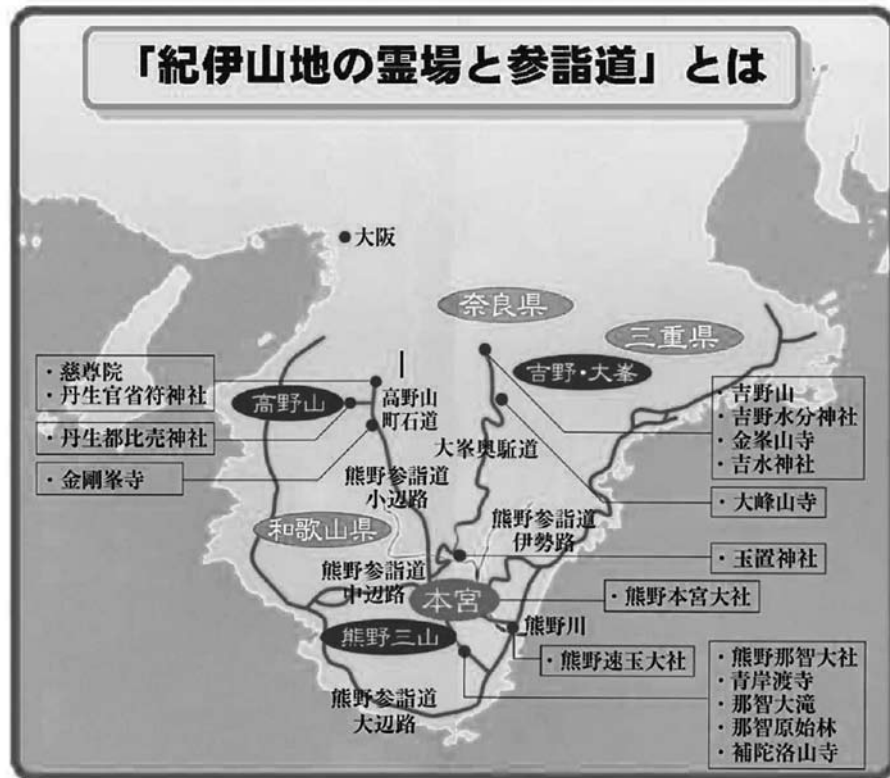 「紀伊山地の霊場と参詣道」とは
大阪
奈良県
三重県
吉野・大峯
・慈尊院
・丹生官省符神社
高野山
高野山
町石道
・丹生都比売神社
・金剛峯寺
大峯奥駈道
・吉野山
・吉野水分神社
・金峯山寺
・吉水神社
・大峰山寺
熊野参詣道
小辺路
和歌山県
熊野参詣道
伊勢路
・玉置神社
熊野参詣道
中辺路
本宮
・熊野本宮大社
熊野三山
熊野川
・熊野速玉大社
熊野参詣道
大辺路
・熊野那智大社
・青岸渡寺
・那智大滝
・那智原始林
・補陀洛山寺